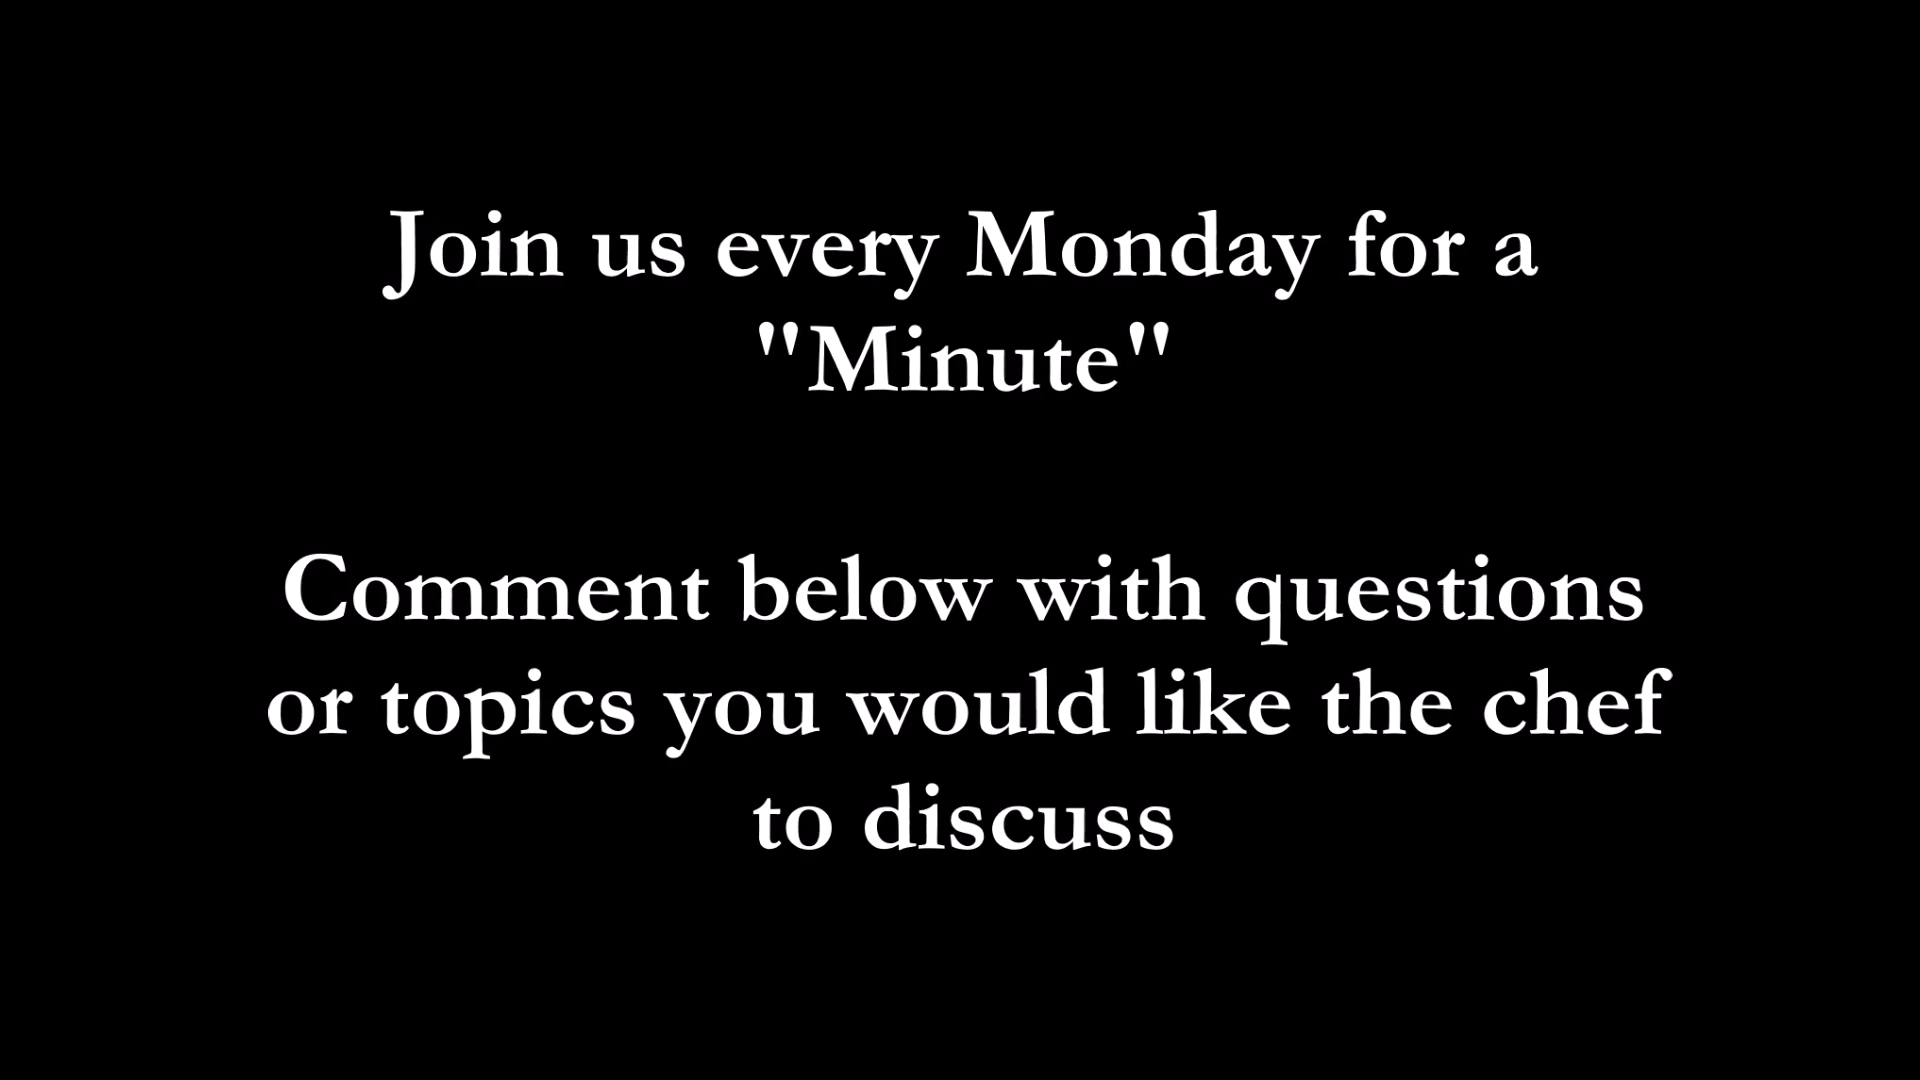 Join us every Monday for a
"Minute"
Comment below with questions
or topics you would like the chef
to discuss